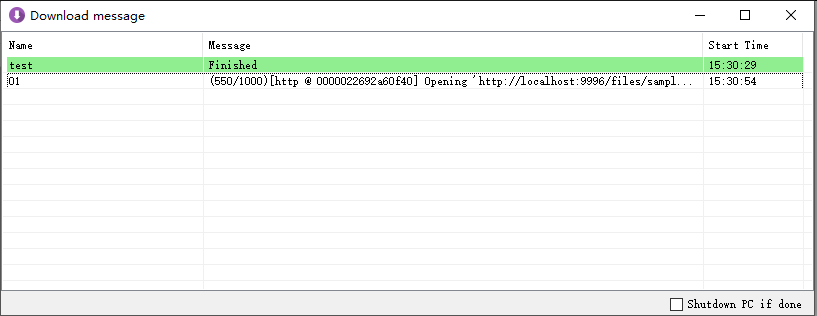 Download message
Name Message Start Time
test Finished 15:30:29
01 (550/1000)[http @ 0000022692a60f40] Opening 'http://localhost:9996/files/sampl... 15:30:54
Shutdown PC if done